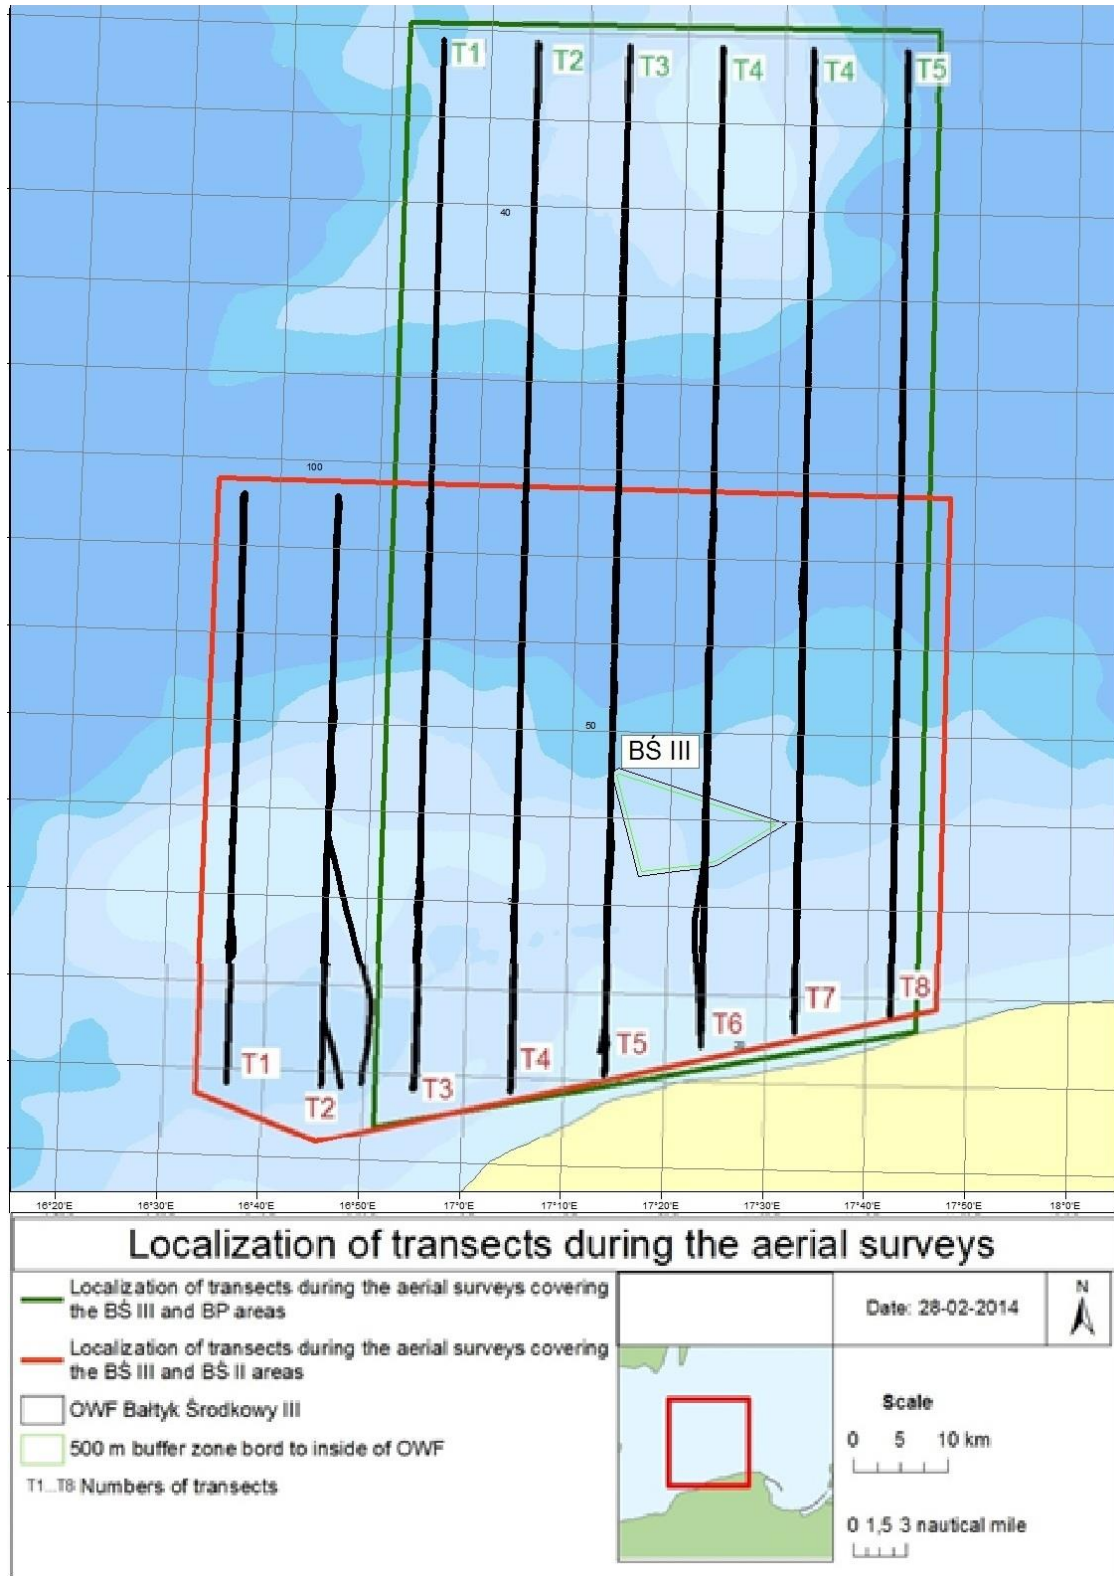 T1 T2 T3 T4 T4 T5
40
100
50
BŚ III
T1 T2 T3 T4 T5 T6 T7 T8
16°20'E 16°30'E 16°40'E 16°50'E 17°0'E 17°10'E 17°20'E 17°30'E 17°40'E 17°50'E 18°0'E
Localization of transects during the aerial surveys
Localization of transects during the aerial surveys covering
the BŚ III and BP areas
Localization of transects during the aerial surveys covering
the BŚ III and BŚ II areas
OWF Bałtyk Środkowy III
500 m buffer zone bord to inside of OWF
T1...T8 Numbers of transects
Date: 28-02-2014
N
Scale
0 5 10 km
0 1,5 3 nautical mile